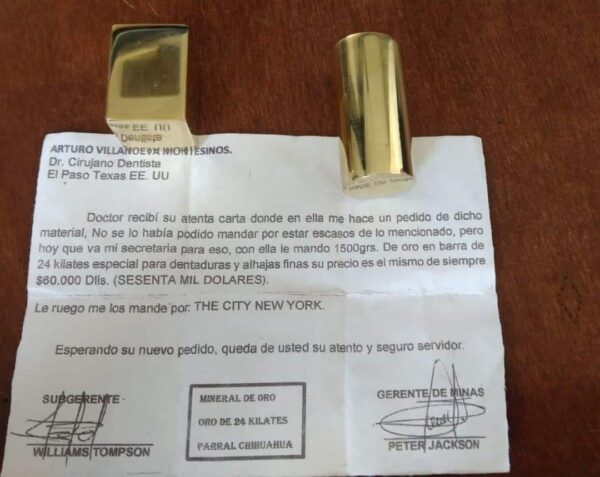 ARTURO VILLANOEVA MONTESINOS.
Dr. Cirujano Dentista
El Paso Texas EE. UU
Doctor recibí su atenta carta donde en ella me hace un pedido de dicho
material, No se lo había podido mandar por estar escasos de lo mencionado, pero
hoy que va mi secretaria para eso, con ella le mando 1500grs. De oro en barra de
24 kilates especial para dentaduras y alhajas finas su precio es el mismo de siempre
$60.000 Dlls. (SESENTA MIL DOLARES).
Le ruego me los mande por: THE CITY NEW YORK.
Esperando su nuevo pedido, queda de usted su atento y seguro servidor.
SUBGERENTE
WILLIAMS TOMPSON
MINERAL DE ORO
ORO DE 24 KILATES
PARRAL CHIHUAHUA
GERENTE DE MINAS
PETER JACKSON